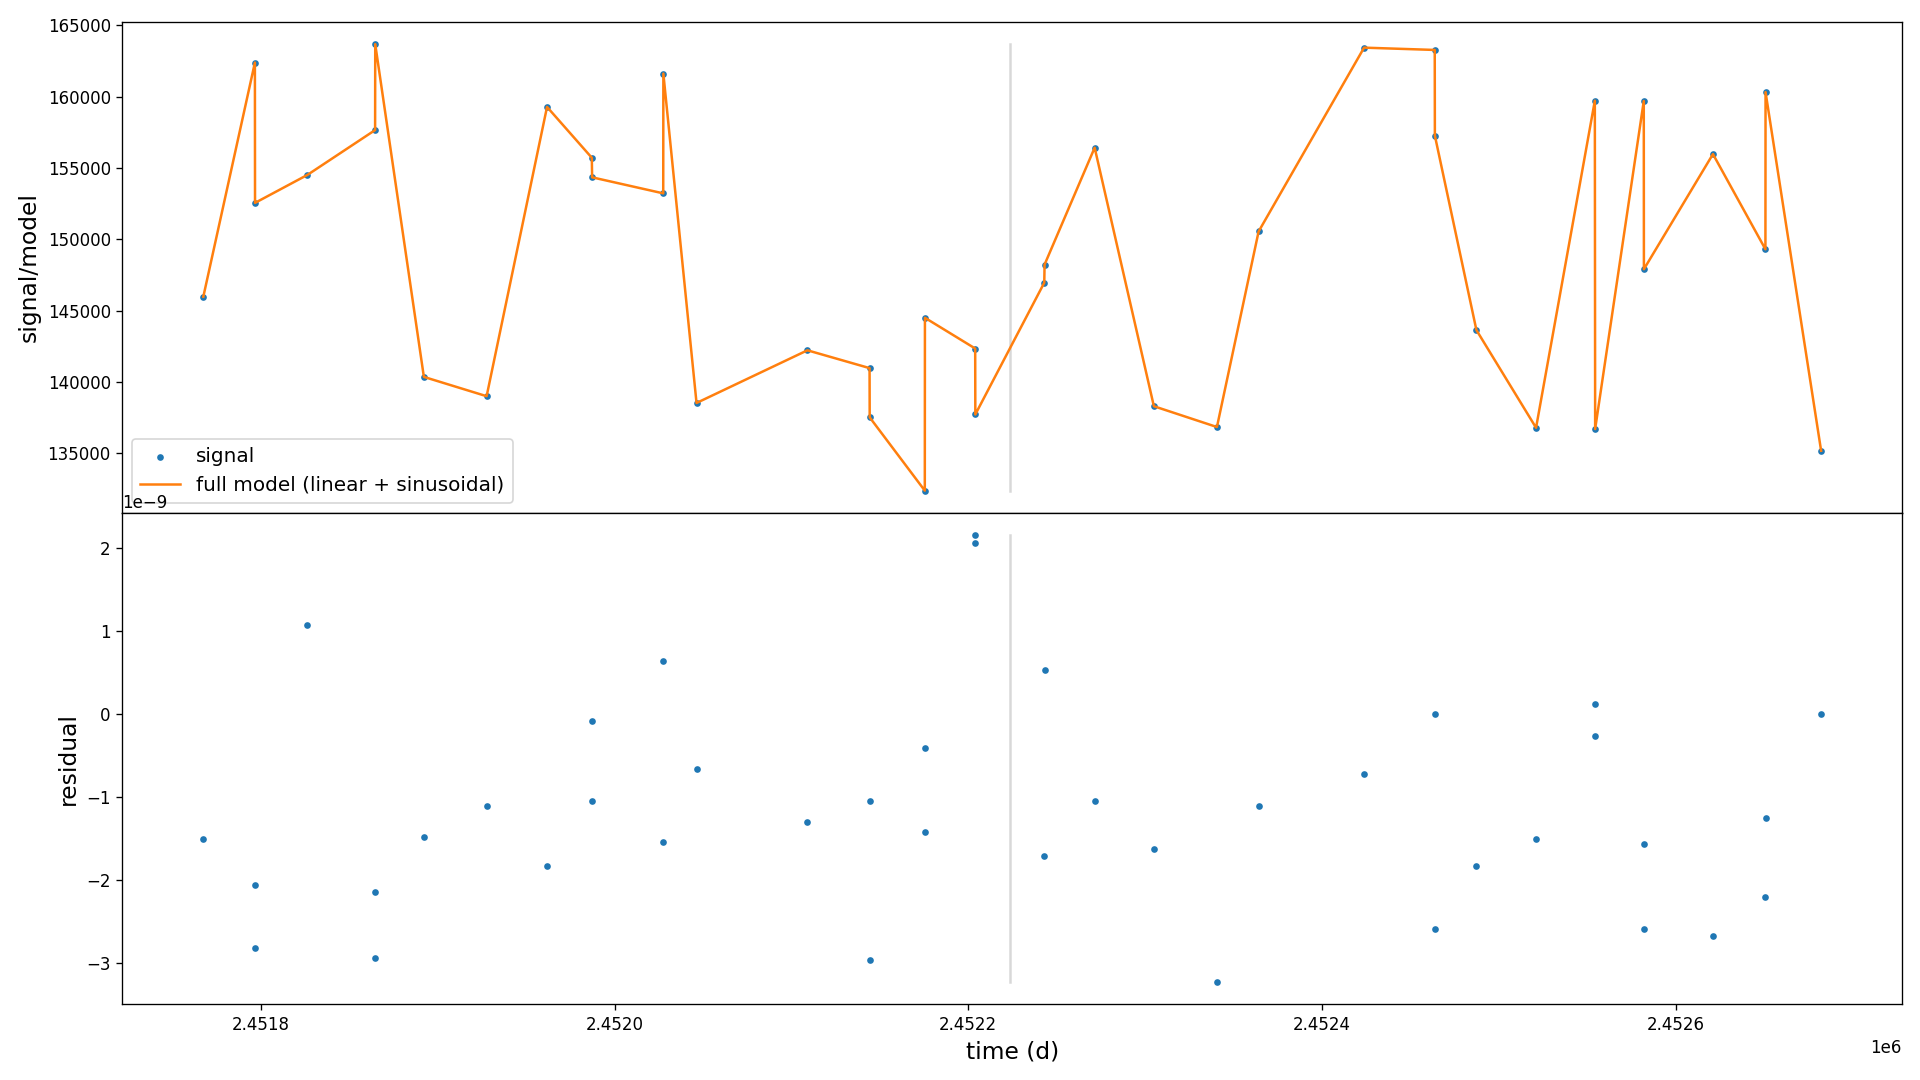 165000
160000
155000
150000
145000
140000
135000
signal/model
signal
full model (linear + sinusoidal)
1e−9
2
1
0
−1
−2
−3
residual
2.4518
2.4520
2.4522
2.4524
2.4526
time (d)
1e6